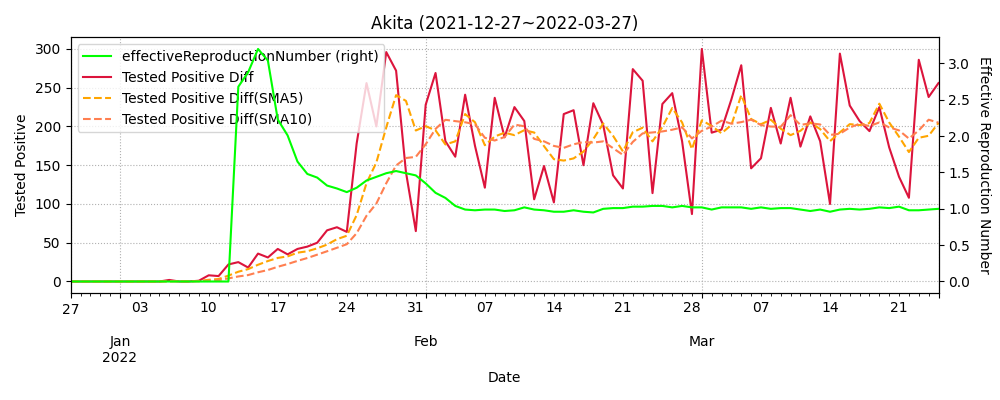 Akita (2021-12-27~2022-03-27)
effectiveReproductionNumber (right)
Tested Positive Diff
Tested Positive Diff(SMA5)
Tested Positive Diff(SMA10)
Tested Positive
300
250
200
150
100
50
0
Effective Reproduction Number
3.0
2.5
2.0
1.5
1.0
0.5
0.0
27 03 10 17 24 31 07 14 21 28 07 14 21
Jan Feb Mar
2022
Date